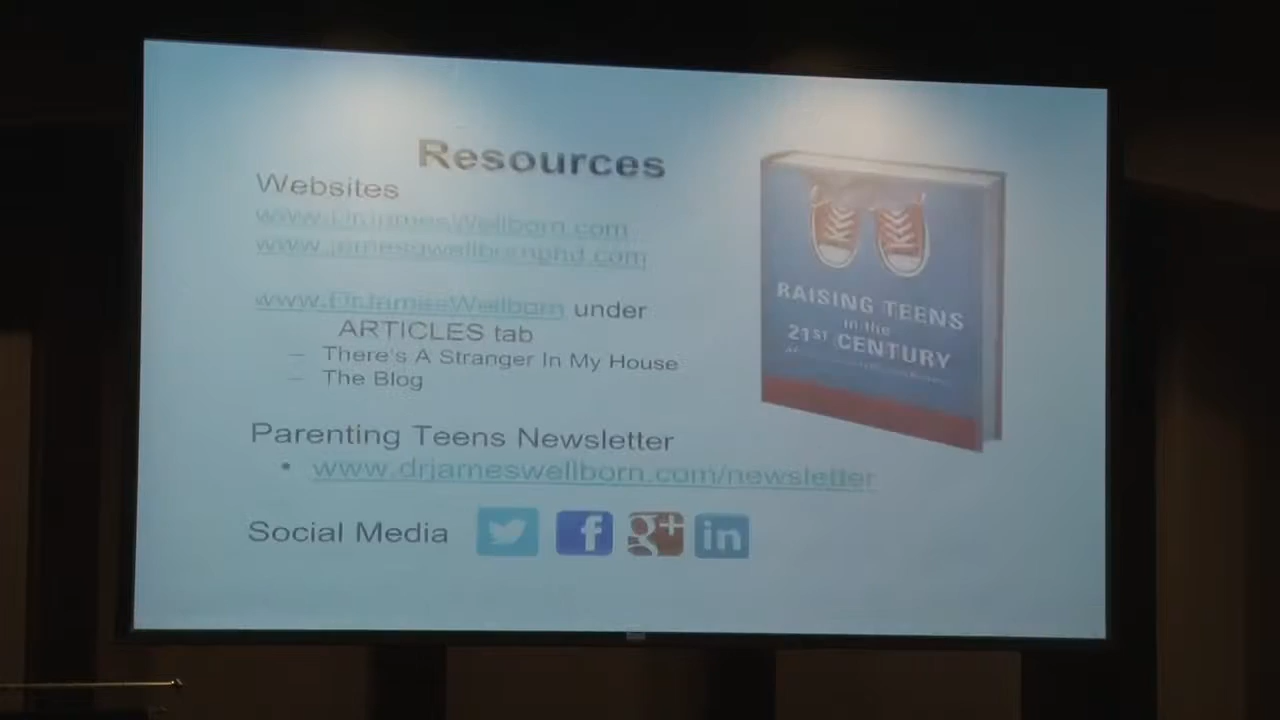 Resources
Websites
www.DrJamesWellborn.com
www.jamesgwellbornphd.com
www.DrJamesWellborn under
ARTICLES tab
– There's A Stranger In My House
– The Blog
Parenting Teens Newsletter
• www.drjameswellborn.com/newsletter
Social Media
f
g+
in
RAISING TEENS
in the
21ST CENTURY